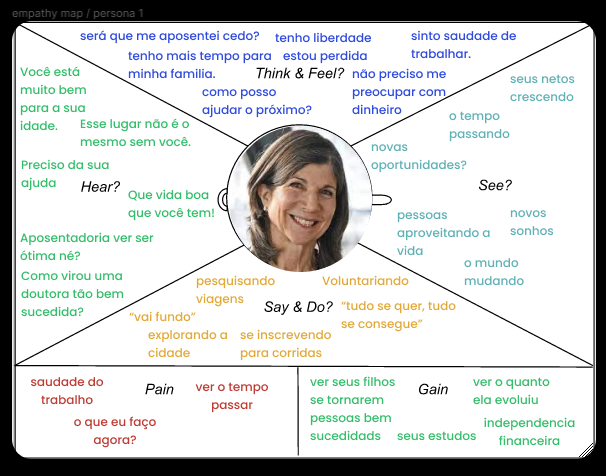 empathy map / persona 1
será que me aposentei cedo?
tenho liberdade
sinto saudade de
trabalhar.
tenho mais tempo para
minha familia.
estou perdida
Think & Feel?
não preciso me
preocupar com
dinheiro
como posso
ajudar o próximo?
Você está
muito bem
para a sua
idade.
Esse lugar não é o
mesmo sem você.
Preciso da sua
ajuda
Hear?
Que vida boa
que você tem!
Aposentadoria ver ser
ótima né?
Como virou uma
doutora tão bem
sucedida?
seus netos
crescendo
o tempo
passando
novas
oportunidades?
See?
pessoas
aproveitando a
vida
novos
sonhos
o mundo
mudando
pesquisando
viagens
Voluntariando
Say & Do?
"tudo se quer, tudo
se consegue"
"vai fundo"
explorando a
cidade
se inscrevendo
para corridas
saudade do
trabalho
Pain
ver o tempo
passar
o que eu faço
agora?
ver seus filhos
se tornarem
pessoas bem
sucedidads
Gain
ver o quanto
ela evoluiu
seus estudos
independencia
financeira